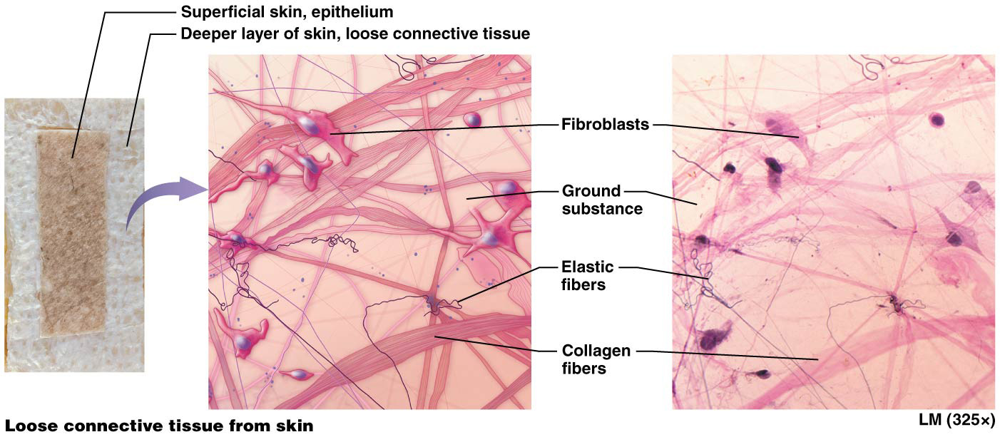 Superficial skin, epithelium
Deeper layer of skin, loose connective tissue
Fibroblasts
Ground
substance
Elastic
fibers
Collagen
fibers
Loose connective tissue from skin
LM (325×)